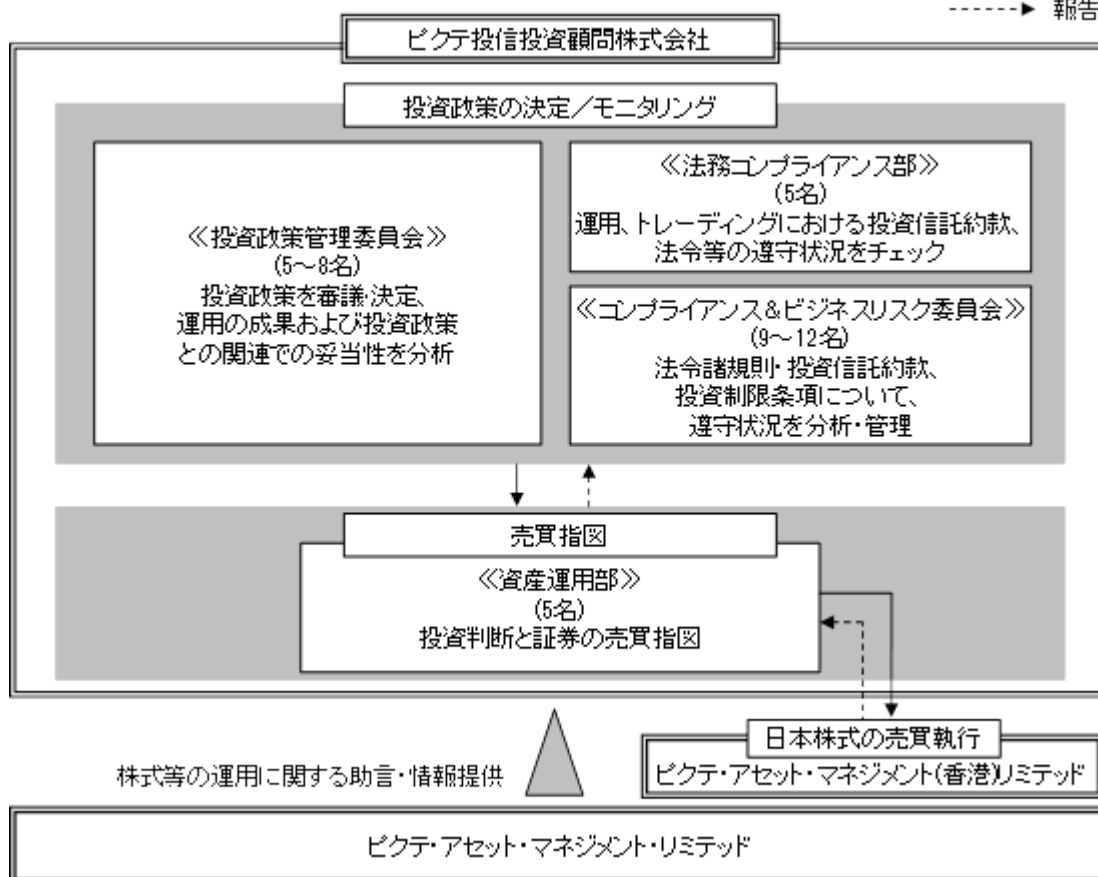 報告
ピクテ投信投資顧問株式会社
投資政策の決定／モニタリング
≪投資政策管理委員会≫
(5～8名)
投資政策を審議・決定、
運用の成果および投資政策
との関連での妥当性を分析
≪法務コンプライアンス部≫
(5名)
運用、トレーディングにおける投資信託約款、
法令等の遵守状況をチェック
≪コンプライアンス＆ビジネスリスク委員会≫
(9～12名)
法令諸規則・投資信託約款、
投資制限条項について、
遵守状況を分析・管理
売買指図
≪資産運用部≫
(5名)
投資判断と証券の売買指図
日本株式の売買執行
ピクテ・アセット・マネジメント(香港)リミテッド
株式等の運用に関する助言・情報提供
ピクテ・アセット・マネジメント・リミテッド